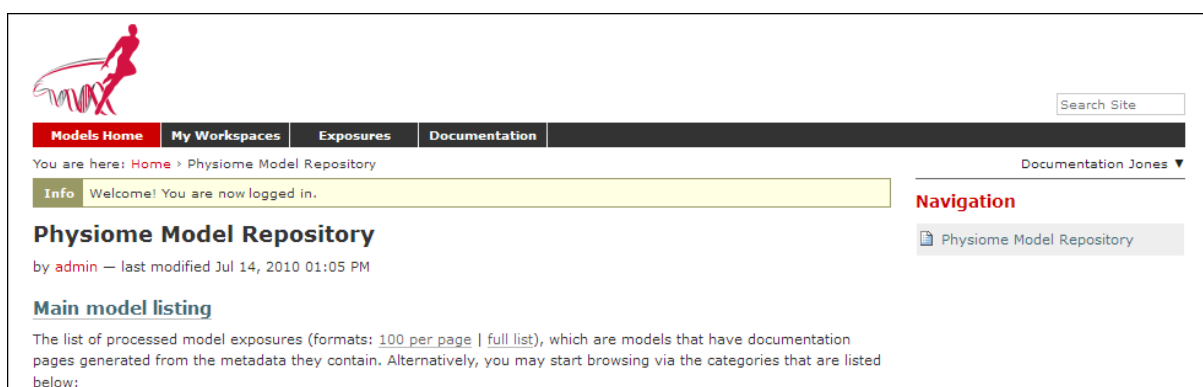 Search Site
Models Home My Workspaces Exposures Documentation
You are here: Home › Physiome Model Repository
Documentation Jones ▼
Info Welcome! You are now logged in.
Navigation
Physiome Model Repository
Physiome Model Repository
by admin — last modified Jul 14, 2010 01:05 PM
Main model listing
The list of processed model exposures (formats: 100 per page | full list), which are models that have documentation
pages generated from the metadata they contain. Alternatively, you may start browsing via the categories that are listed
below: